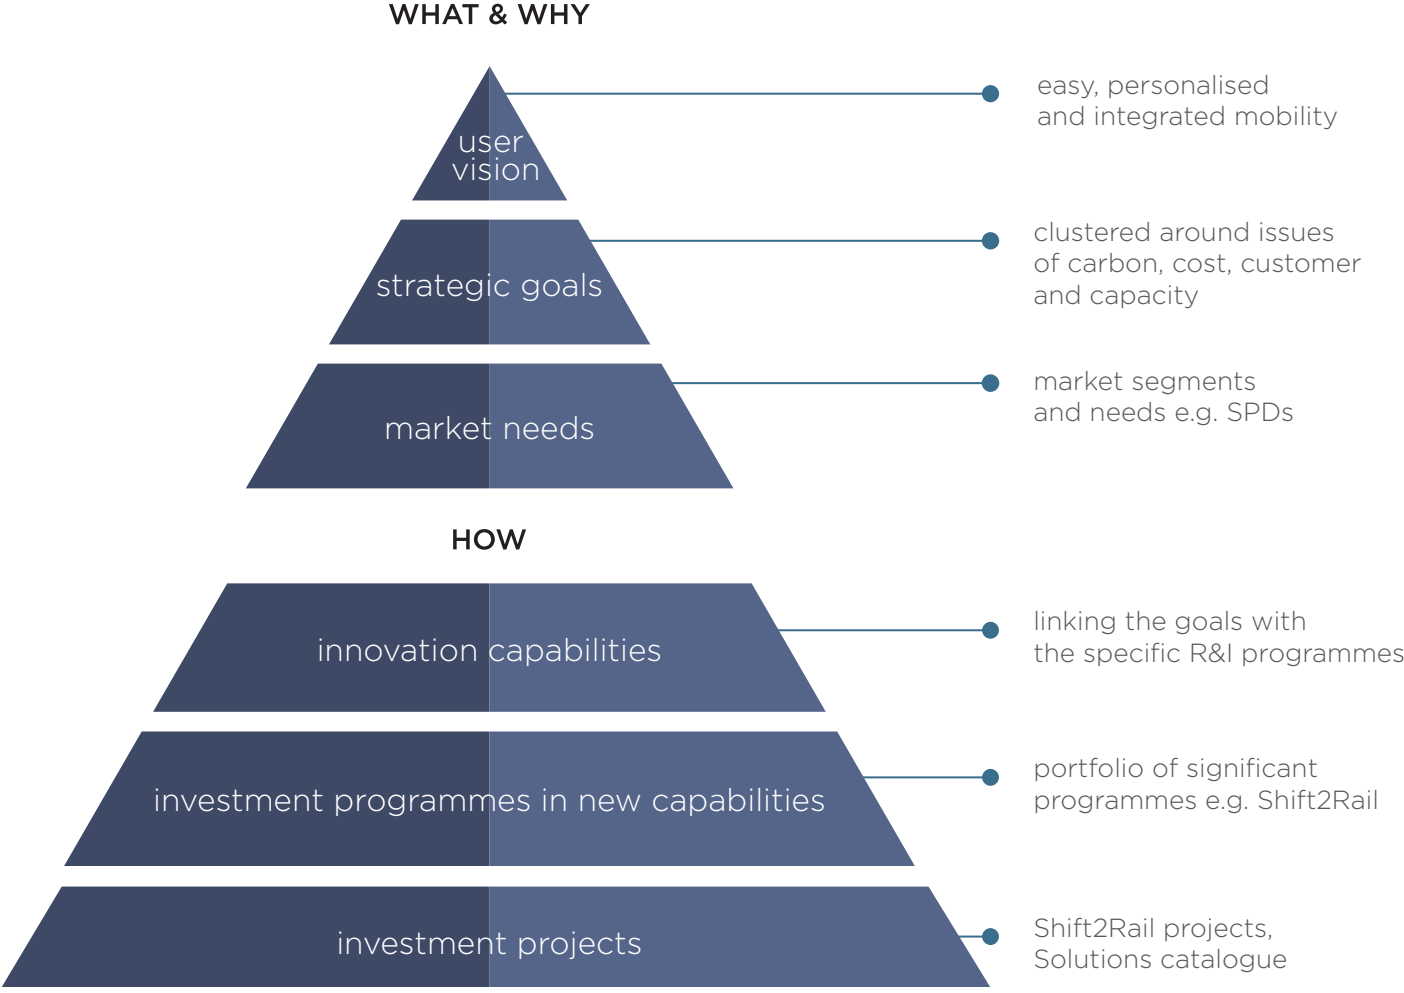 WHAT & WHY
user
vision
easy, personalised
and integrated mobility
strategic goals
clustered around issues
of carbon, cost, customer
and capacity
market needs
market segments
and needs e.g. SPDs
HOW
innovation capabilities
linking the goals with
the specific R&I programmes
investment programmes in new capabilities
portfolio of significant
programmes e.g. Shift2Rail
investment projects
Shift2Rail projects,
Solutions catalogue